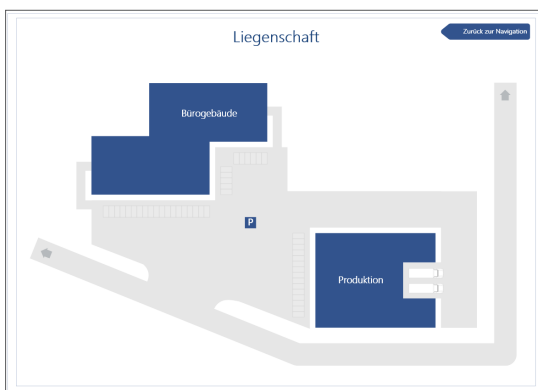 Liegenschaft
Zurück zur Navigation
Bürogebäude
P
Produktion